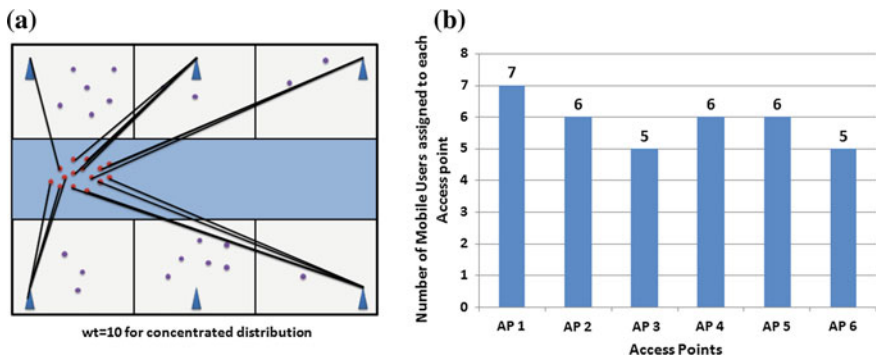 (a)
wt=10 for concentrated distribution
(b)
Number of Mobile Users assigned to each
Access point
8
7
6
5
4
3
2
1
0
7
6
5
6
6
5
AP 1 AP 2 AP 3 AP 4 AP 5 AP 6
Access Points